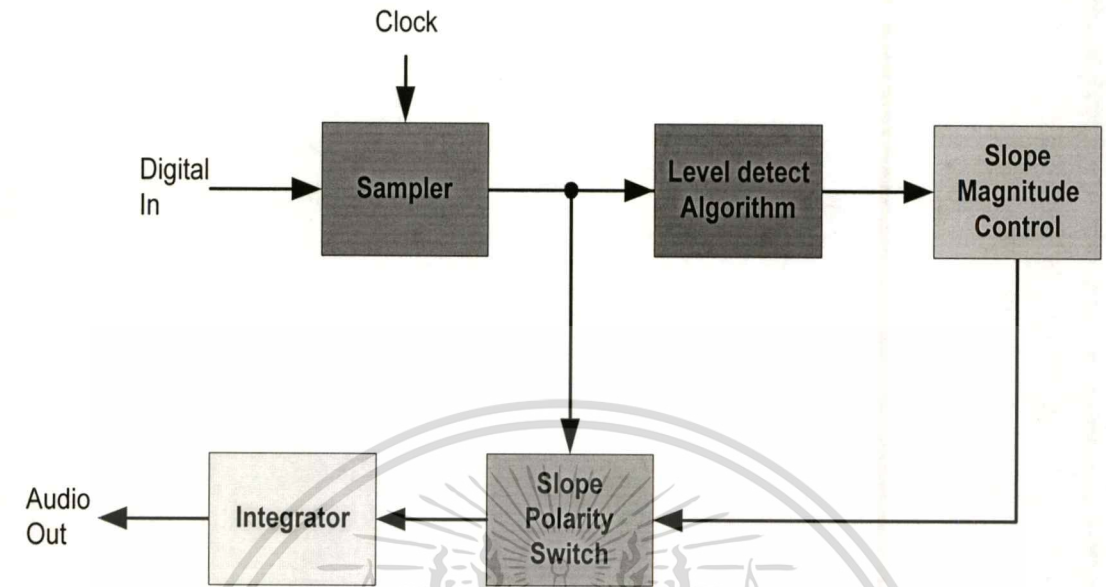 Clock
Digital
In
Sampler
Level detect
Algorithm
Slope
Magnitude
Control
Audio
Out
Integrator
Slope
Polarity
Switch